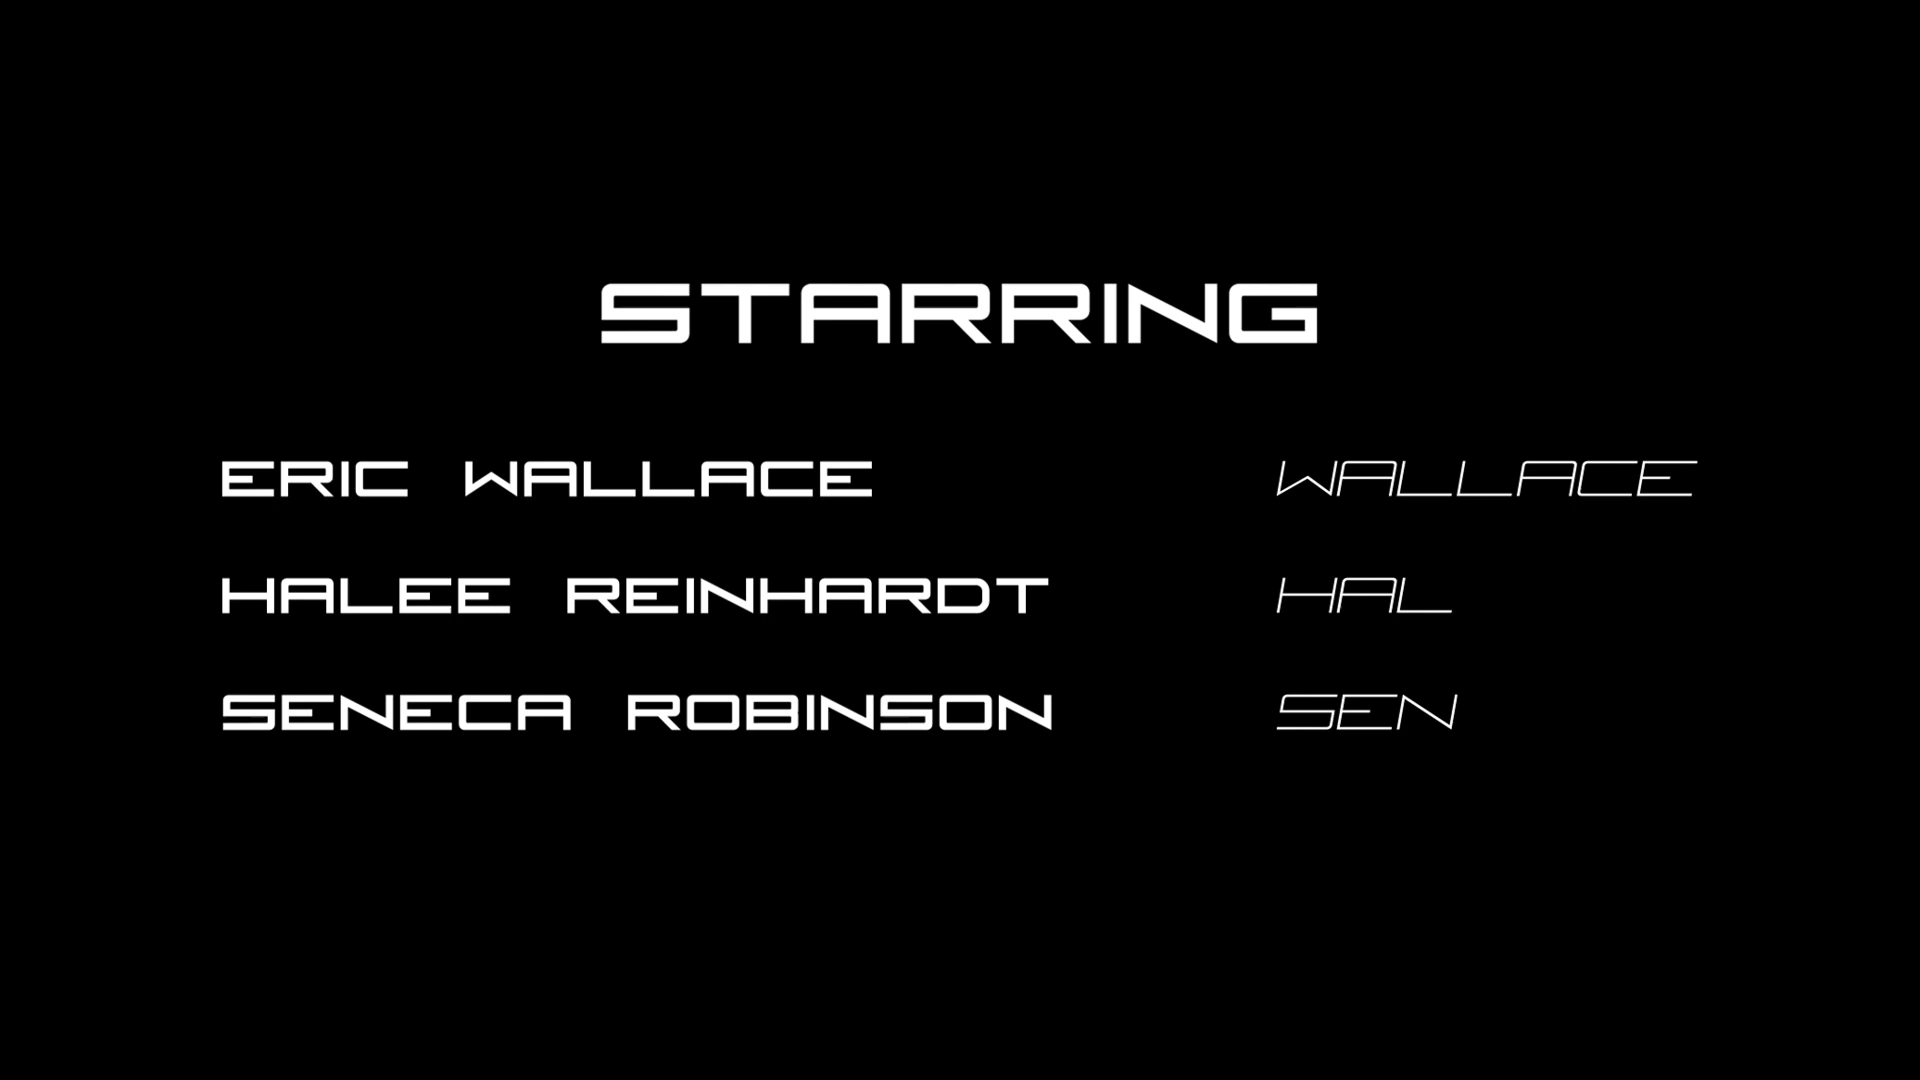 STARRING
ERIC WALLACE WALLACE
HALEE REINHARDT HAL
SENECA ROBINSON SEN